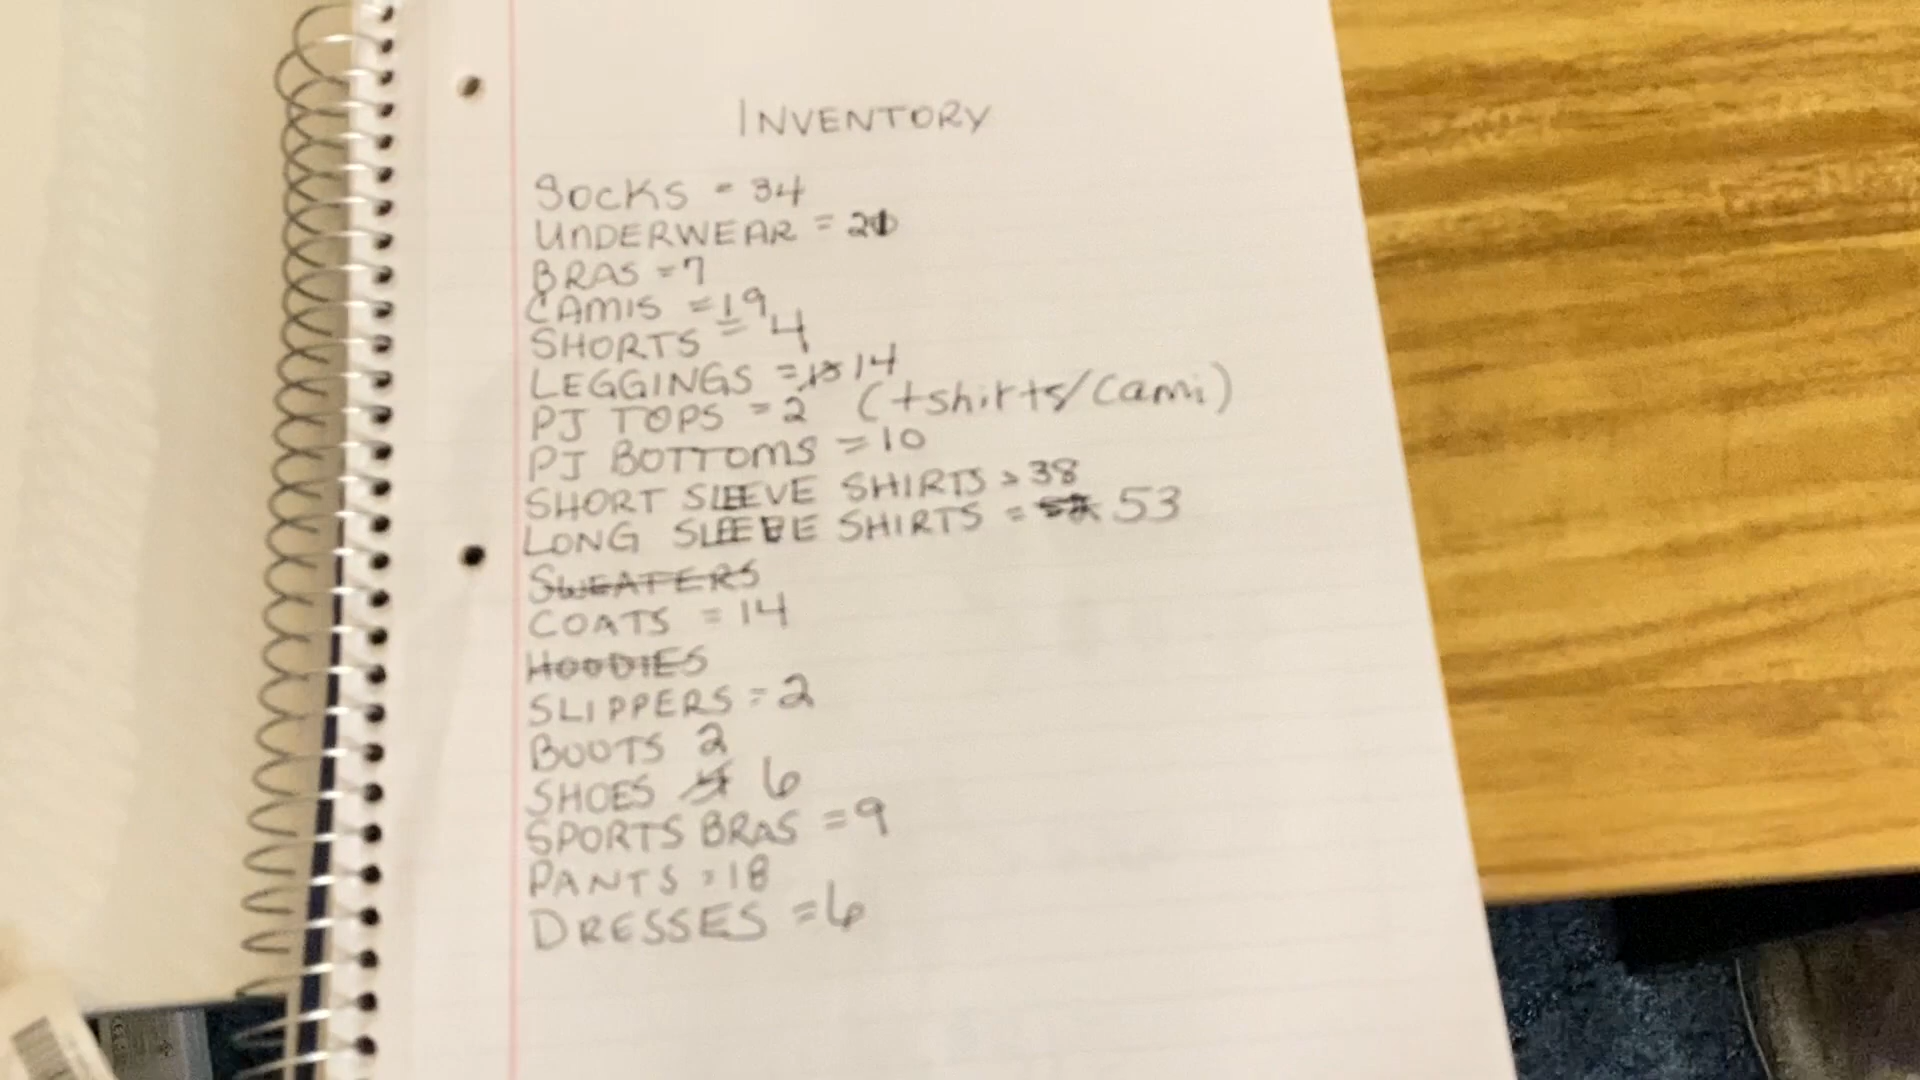 INVENTORY
SOCKS = 34
UNDERWEAR = 21
BRAS = 7
CAMIS = 19
SHORTS = 4
LEGGINGS = 14
PJ TOPS = 2 (tshirts/cami)
PJ BOTTOMS = 10
SHORT SLEEVE SHIRTS = 38
LONG SLEEVE SHIRTS = 53
SWEATERS
COATS = 14
HOODIES
SLIPPERS = 2
BOOTS 2
SHOES 6
SPORTS BRAS = 9
PANTS = 18
DRESSES = 6